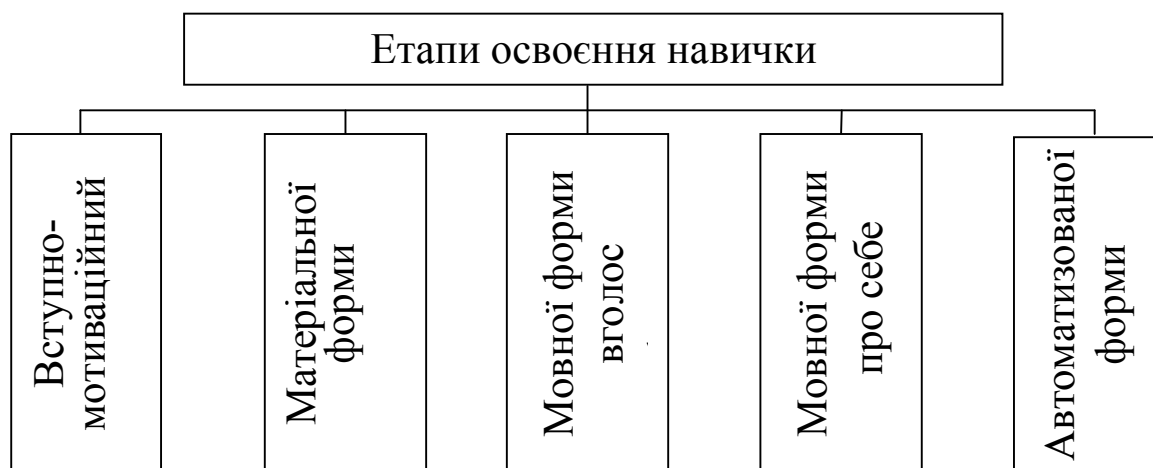 Етапи освоєння навички
Вступно-
мотиваційний
Матеріальної
форми
Мовної форми
вголос
Мовної форми
про себе
Автоматизованої
форми